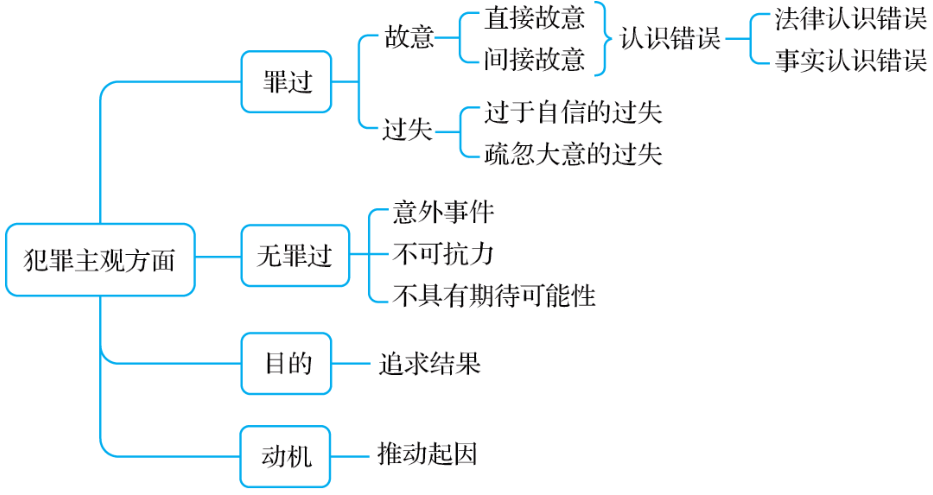 犯罪主观方面
罪过
故意
直接故意
间接故意
认识错误
法律认识错误
事实认识错误
过失
过于自信的过失
疏忽大意的过失
无罪过
意外事件
不可抗力
不具有期待可能性
目的
追求结果
动机
推动起因